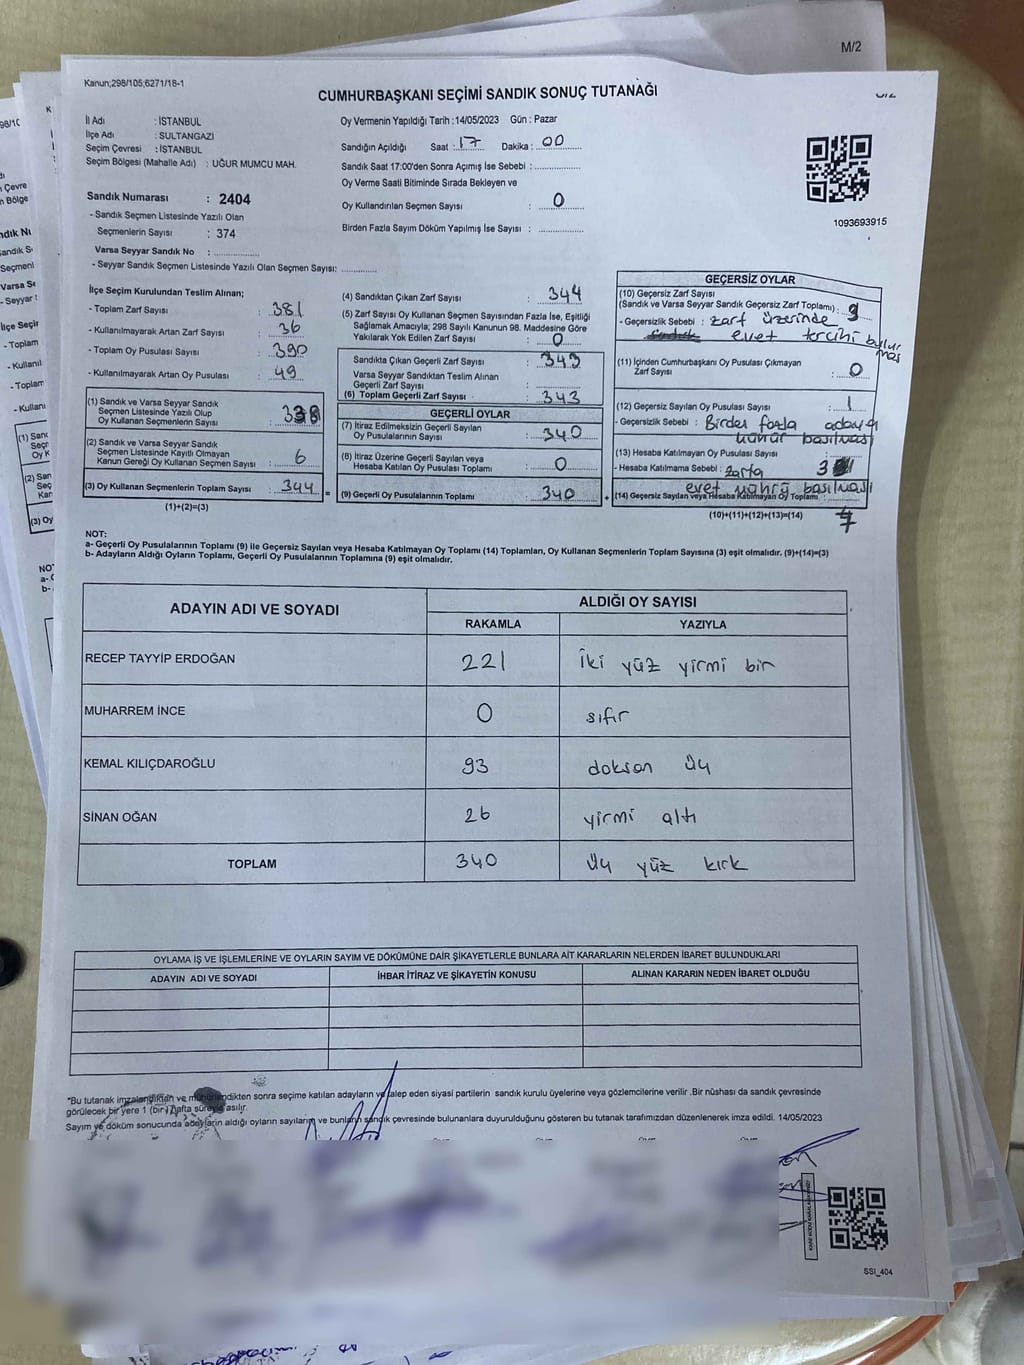 M/2
Kanun;298/105;6271/18-1
CUMHURBAŞKANI SEÇİMİ SANDIK SONUÇ TUTANAĞI
İl Adı : İSTANBUL
İlçe Adı : SULTANGAZİ
Seçim Çevresi : İSTANBUL
Seçim Bölgesi (Mahalle Adı) : UĞUR MUMCU MAH.
Sandık Numarası : 2404
- Sandık Seçmen Listesinde Yazılı Olan
Seçmenlerin Sayısı : 374
Varsa Seyyar Sandık No : ..............
- Seyyar Sandık Seçmen Listesinde Yazılı Olan Seçmen Sayısı: ............
Oy Vermenin Yapıldığı Tarih :14/05/2023 Gün : Pazar
Sandığın Açıldığı Saat : 17 Dakika : 00
Sandık Saat 17:00'den Sonra Açımış İse Sebebi : ..............
Oy Verme Saati Bitiminde Sırada Bekleyen ve
Oy Kullandırılan Seçmen Sayısı : 0
Birden Fazla Sayım Döküm Yapılmış İse Sayısı : ..............
1093693915
İlçe Seçim Kurulundan Teslim Alınan;
- Toplam Zarf Sayısı : 381
- Kullanılmayarak Artan Zarf Sayısı : 36
- Toplam Oy Pusulası Sayısı : 390
- Kullanılmayarak Artan Oy Pusulası : 49
(1) Sandık ve Varsa Seyyar Sandık
Seçmen Listesinde Yazılı Olup
Oy Kullanan Seçmenlerin Sayısı : 338
(2) Sandık ve Varsa Seyyar Sandık
Seçmen Listesinde Kayıtlı Olmayan
Kanun Gereği Oy Kullanan Seçmen Sayısı : 6
(3) Oy Kullanan Seçmenlerin Toplam Sayısı : 344
(1)+(2)=(3)
(4) Sandıktan Çıkan Zarf Sayısı : 344
(5) Zarf Sayısı Oy Kullanan Seçmen Sayısından Fazla İse, Eşitliği
Sağlamak Amacıyla; 298 Sayılı Kanunun 98. Maddesine Göre
Yakılarak Yok Edilen Zarf Sayısı : 0
Sandıkta Çıkan Geçerli Zarf Sayısı : 343
Varsa Seyyar Sandıktan Teslim Alınan
Geçerli Zarf Sayısı : ............
(6) Toplam Geçerli Zarf Sayısı : 343
GEÇERLİ OYLAR
(7) İtiraz Edilmeksizin Geçerli Sayılan
Oy Pusulalarının Sayısı : 340
(8) İtiraz Üzerine Geçerli Sayılan veya
Hesaba Katılan Oy Pusulası Toplamı : 0
(9) Geçerli Oy Pusulalarının Toplamı : 340
GEÇERSİZ OYLAR
(10) Geçersiz Zarf Sayısı
(Sandık ve Varsa Seyyar Sandık Geçersiz Zarf Toplamı) :
- Geçersizlik Sebebi : zarf üzerinde
evet tercihi
(11) İçinden Cumhurbaşkanı Oy Pusulası Çıkmayan
Zarf Sayısı : 0
(12) Geçersiz Sayılan Oy Pusulası Sayısı : 1
- Geçersizlik Sebebi : Birden fazla adaya
mühür basılması
(13) Hesaba Katılmayan Oy Pusulası Sayısı :
- Hesaba Katılmama Sebebi : zarfa 3
evet mührü basılması
(14) Geçersiz Sayılan veya Hesaba Katılmayan Oy Toplamı :
(10)+(11)+(12)+(13)=(14)
NOT:
a- Geçerli Oy Pusulalarının Toplamı (9) ile Geçersiz Sayılan veya Hesaba Katılmayan Oy Toplamı (14) Toplamları, Oy Kullanan Seçmenlerin Toplam Sayısına (3) eşit olmalıdır. (9)+(14)=(3)
b- Adayların Aldığı Oyların Toplamı, Geçerli Oy Pusulalarının Toplamına (9) eşit olmalıdır.
ADAYIN ADI VE SOYADI ALDIĞI OY SAYISI
RAKAMLA YAZIYLA
RECEP TAYYİP ERDOĞAN 221 İki yüz yirmi bir
MUHARREM İNCE 0 sıfır
KEMAL KILIÇDAROĞLU 93 doksan üç
SİNAN OĞAN 26 yirmi altı
TOPLAM 340 üç yüz kırk
OYLAMA İŞ VE İŞLEMLERİNE VE OYLARIN SAYIM VE DÖKÜMÜNE DAİR ŞİKAYETLERLE BUNLARA AİT KARARLARIN NELERDEN İBARET BULUNDUKLARI
ADAYIN ADI VE SOYADI İHBAR İTİRAZ VE ŞİKAYETİN KONUSU ALINAN KARARIN NEDEN İBARET OLDUĞU
*Bu tutanak imzalandıktan ve mühürlendikten sonra seçime katılan adayların ve talep eden siyasi partilerin sandık kurulu üyelerine veya gözlemcilerine verilir .Bir nüshası da sandık çevresinde
görülecek bir yere 1 (bir) hafta süreyle asılır.
Sayım ve döküm sonucunda adayların aldığı oyların sayıların ve bunların sandık çevresinde bulunanlara duyurulduğunu gösteren bu tutanak tarafımızdan düzenlenerek imza edildi. 14/05/2023
SSI_404